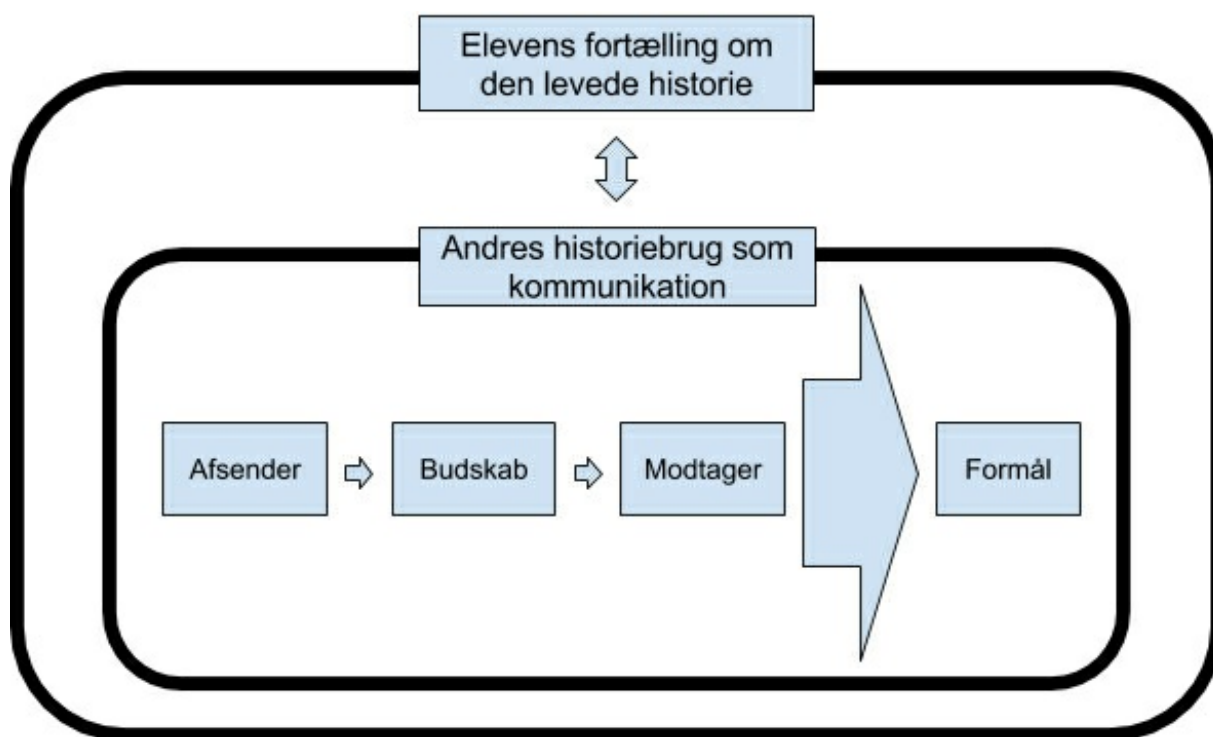 Elevens fortælling om
den levede historie
Andres historiebrug som
kommunikation
Afsender
Budskab
Modtager
Formål